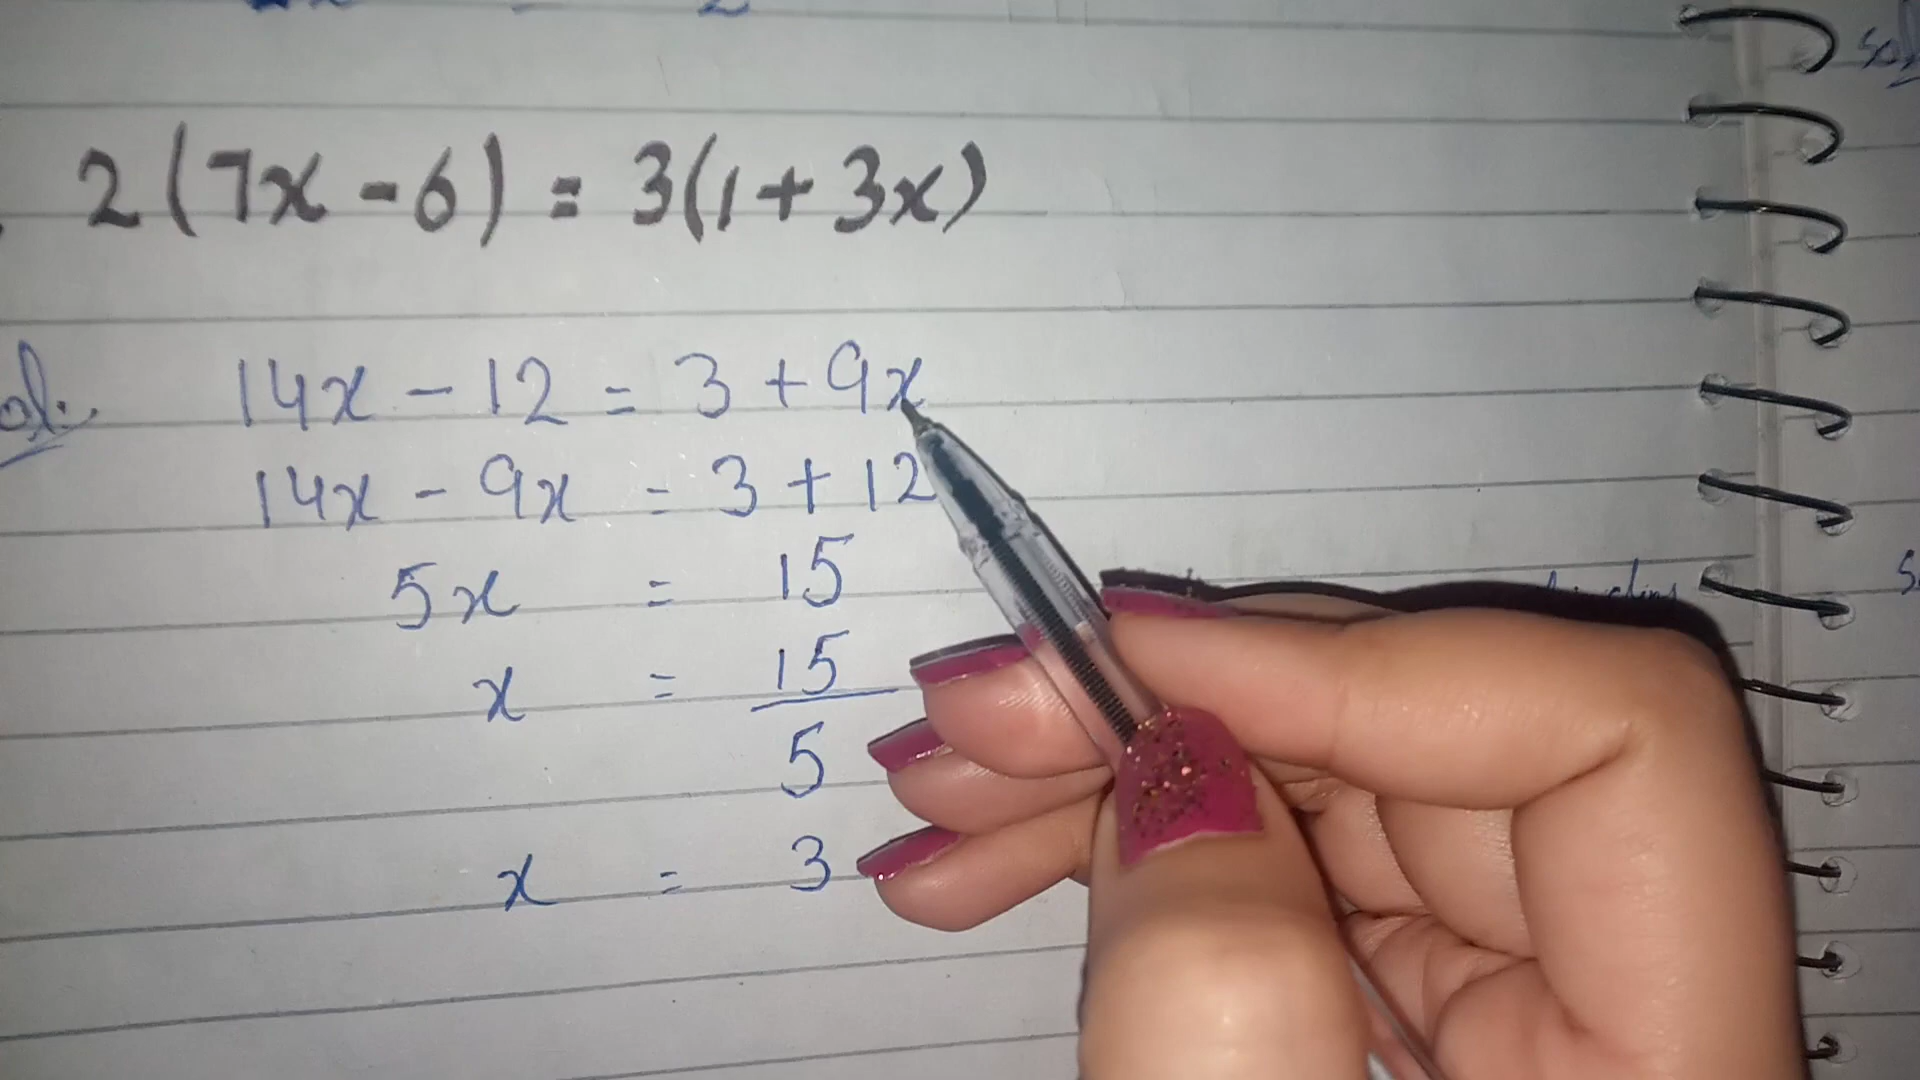 2(7x - 6) = 3(1 + 3x)
14x - 12 = 3 + 9x
14x - 9x = 3 + 12
5x = 15
x = 15
5
x = 3